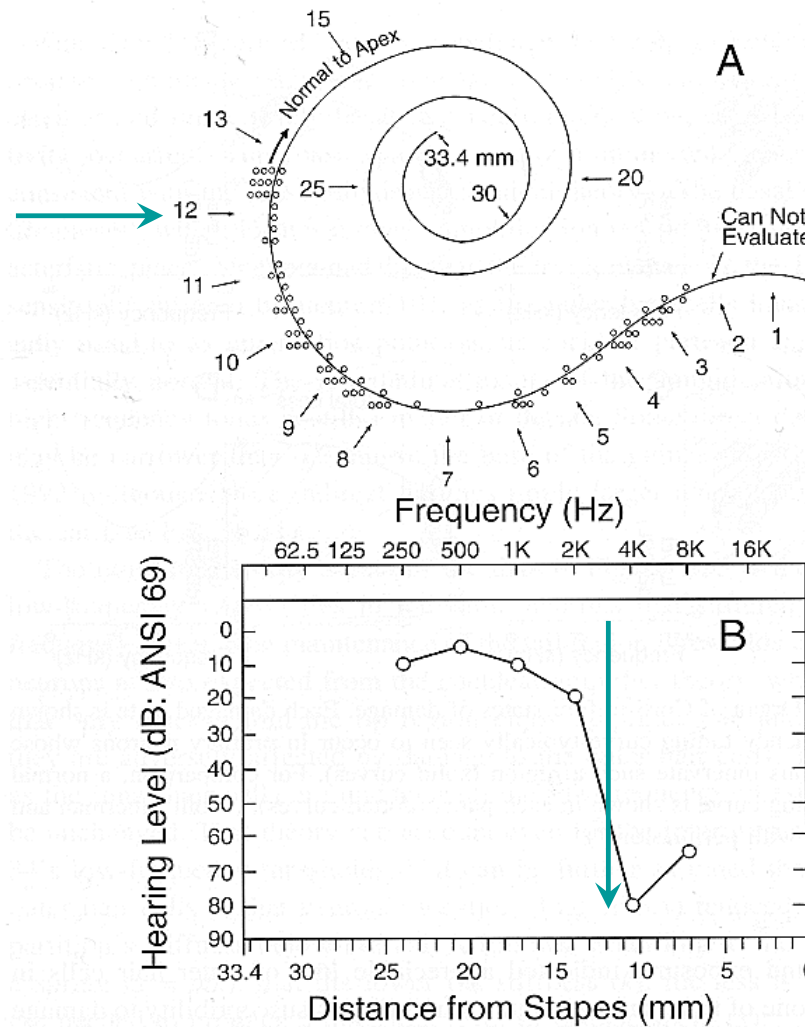 15
A
Normal to Apex
13
33.4 mm
25
30
20
12
Can Not
Evaluate
11
10
1
2
3
4
9
5
8
6
7
Frequency (Hz)
62.5 125 250 500 1K 2K 4K 8K 16K
B
Hearing Level (dB: ANSI 69)
0
10
20
30
40
50
60
70
80
90
33.4 30 25 20 15 10 5 0
Distance from Stapes (mm)